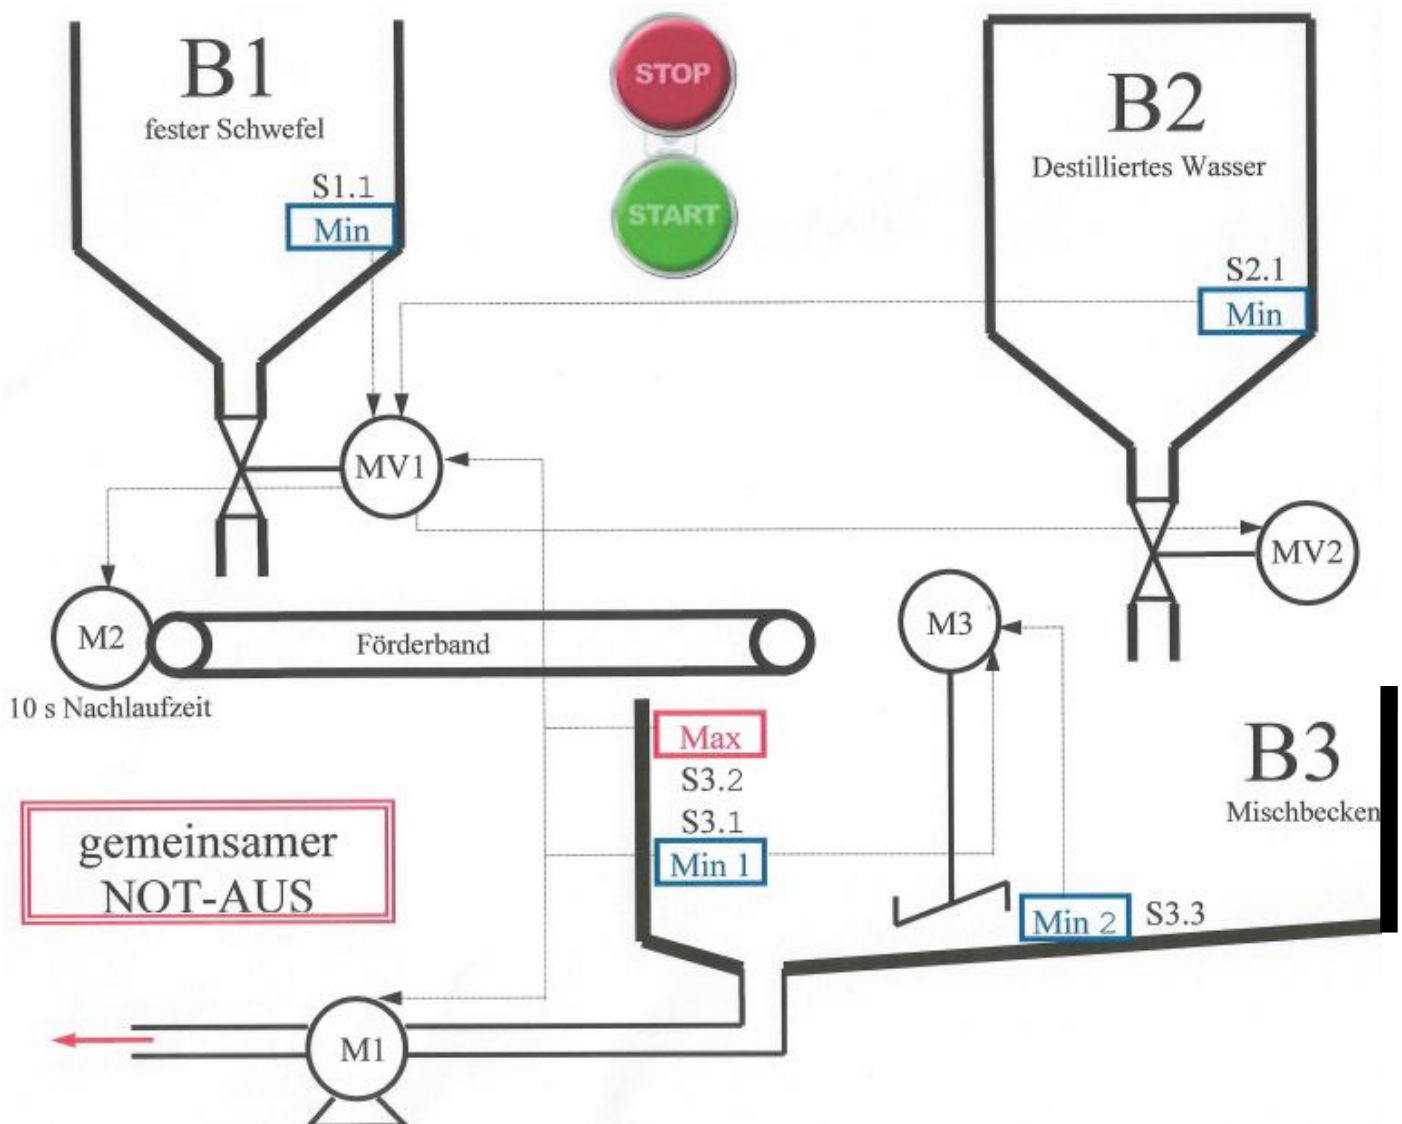 B1
fester Schwefel
S1.1
Min
STOP
START
B2
Destilliertes Wasser
S2.1
Min
MV1
MV2
M2
Förderband
M3
10 s Nachlaufzeit
Max
S3.2
S3.1
Min 1
B3
Mischbecken
gemeinsamer
NOT-AUS
Min 2
S3.3
M1